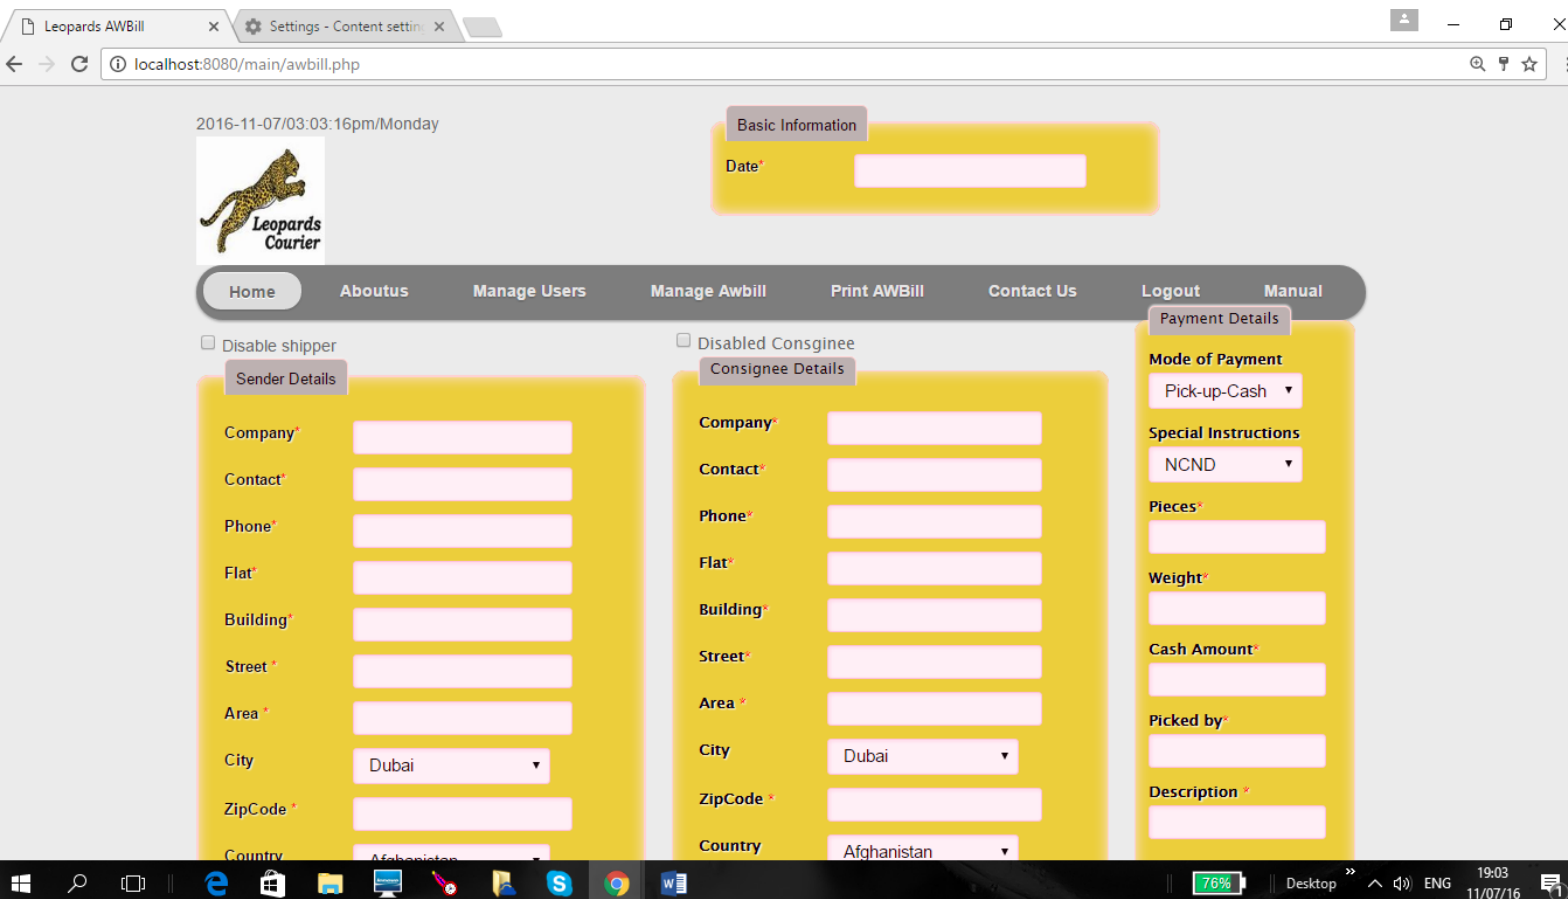 Leopards AWBill
Settings - Content setting
localhost:8080/main/awbill.php
2016-11-07/03:03:16pm/Monday
Leopards
Courier
Basic Information
Date*
Home Aboutus Manage Users Manage Awbill Print AWBill Contact Us Logout Manual
Disable shipper
Sender Details
Company*
Contact*
Phone*
Flat*
Building*
Street *
Area *
City Dubai
ZipCode *
Country Afghanistan
Disabled Consginee
Consignee Details
Company*
Contact*
Phone*
Flat*
Building*
Street*
Area *
City Dubai
ZipCode *
Country Afghanistan
Payment Details
Mode of Payment
Pick-up-Cash
Special Instructions
NCND
Pieces*
Weight*
Cash Amount*
Picked by*
Description *
76% Desktop ENG 19:03
11/07/16
1